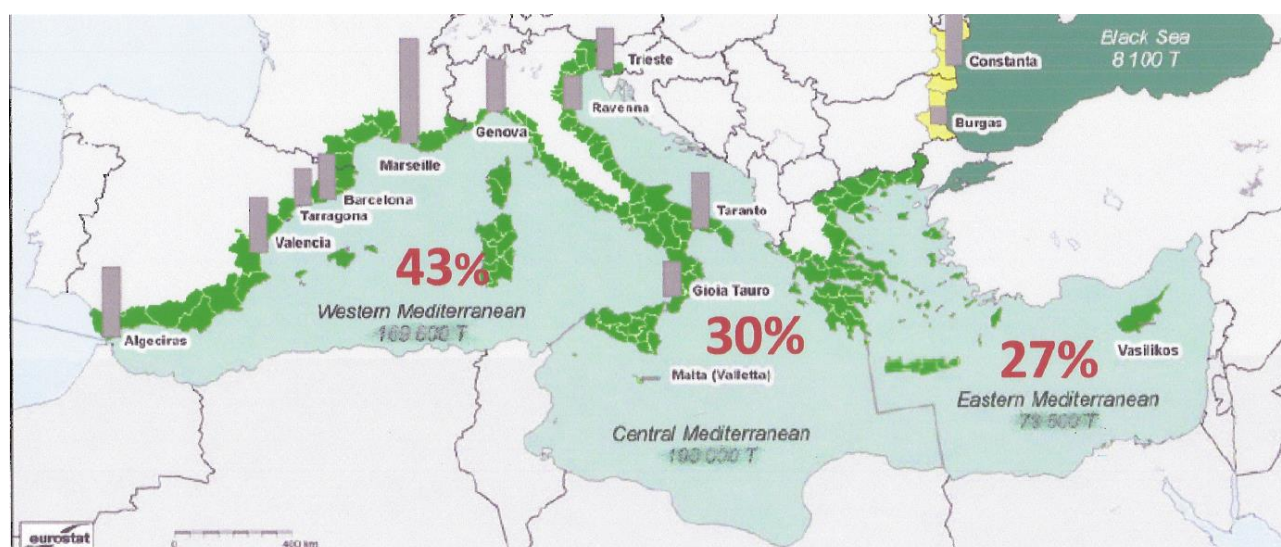 Black Sea
8 100 T
Constanta
Burgas
Trieste
Ravenna
Genova
Marseille
Barcelona
Tarragona
Valencia
Algeciras
43%
Western Mediterranean
Taranto
Gioia Tauro
30%
Malta (Valletta)
Central Mediterranean
27%
Vasilikos
Eastern Mediterranean
eurostat
0
400 km